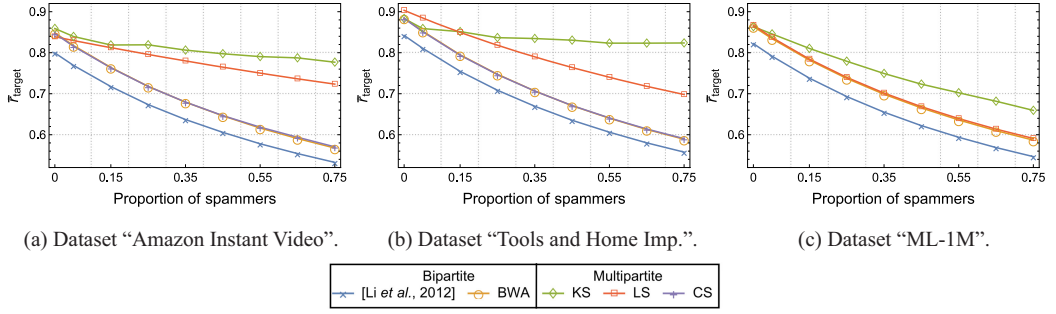 0.9
0.8
0.7
0.6
r̄target
0 0.15 0.35 0.55 0.75
Proportion of spammers
(a) Dataset “Amazon Instant Video”.
0.9
0.8
0.7
0.6
r̄target
0 0.15 0.35 0.55 0.75
Proportion of spammers
(b) Dataset “Tools and Home Imp.”.
0.9
0.8
0.7
0.6
r̄target
0 0.15 0.35 0.55 0.75
Proportion of spammers
(c) Dataset “ML-1M”.
Bipartite Multipartite
[Li et al., 2012] BWA KS LS CS